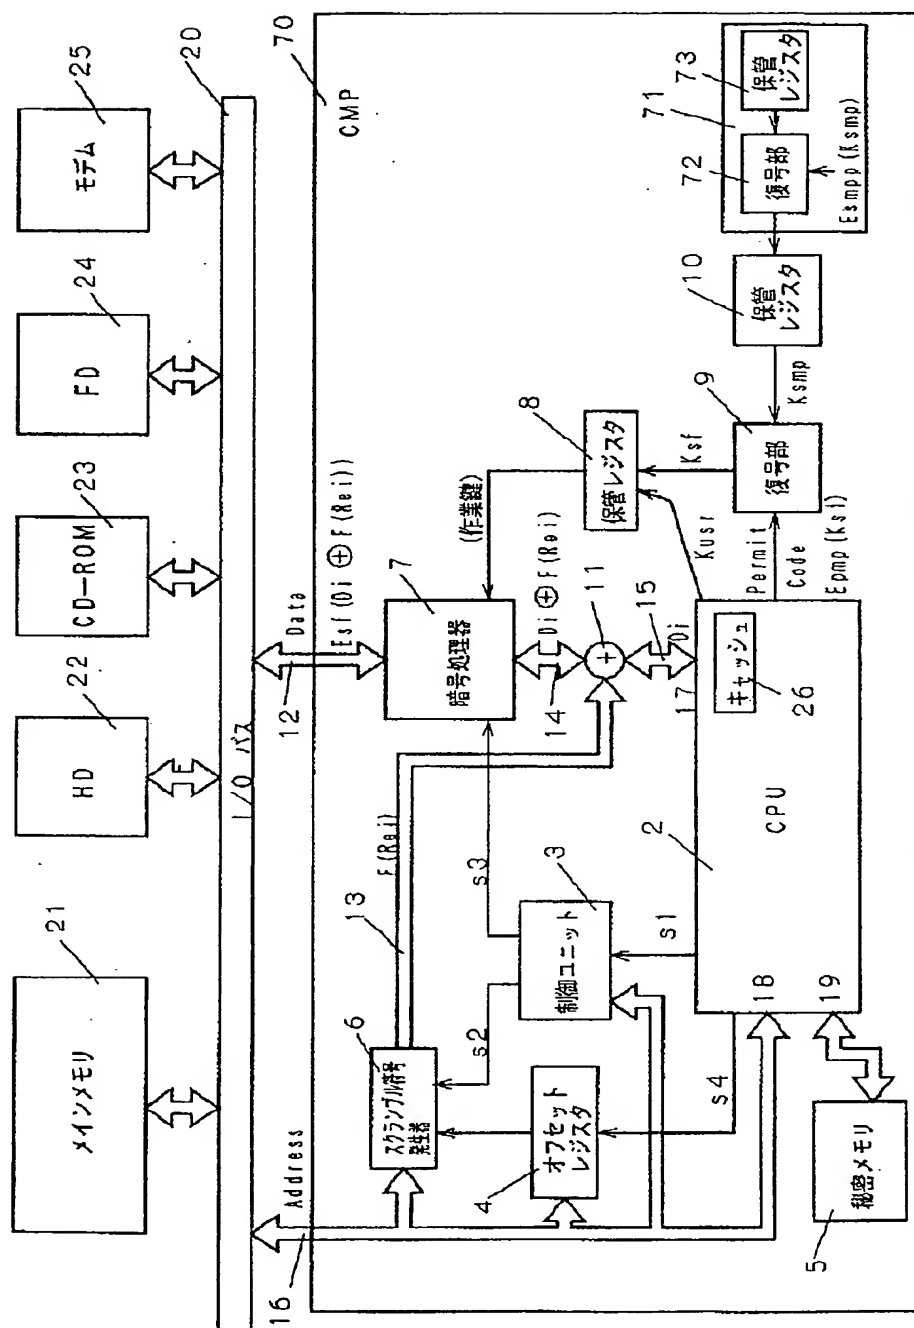 メインメモリ
21
HD
22
CD-ROM
23
FD
24
モデム
25
I/O バス
20
16
Address
12
Data
Esf(Di⊕F(Rei))
70
CMP
6
スクランブル符号
発生器
13
F(Rei)
7
暗号処理器
(作業鍵)
8
保管レジスタ
10
保管
レジスタ
71
72
復号部
73
保管
レジスタ
Esmpp(Ksmp)
s2
s3
3
制御ユニット
14
Di⊕F(Rei)
11
15
Di
Kusr
Ksf
Ksmp
9
復号部
4
オフセット
レジスタ
s4
s1
2
CPU
17
キャッシュ
26
18
19
Permit
Code
Epmp(Ksf)
5
秘密メモリ